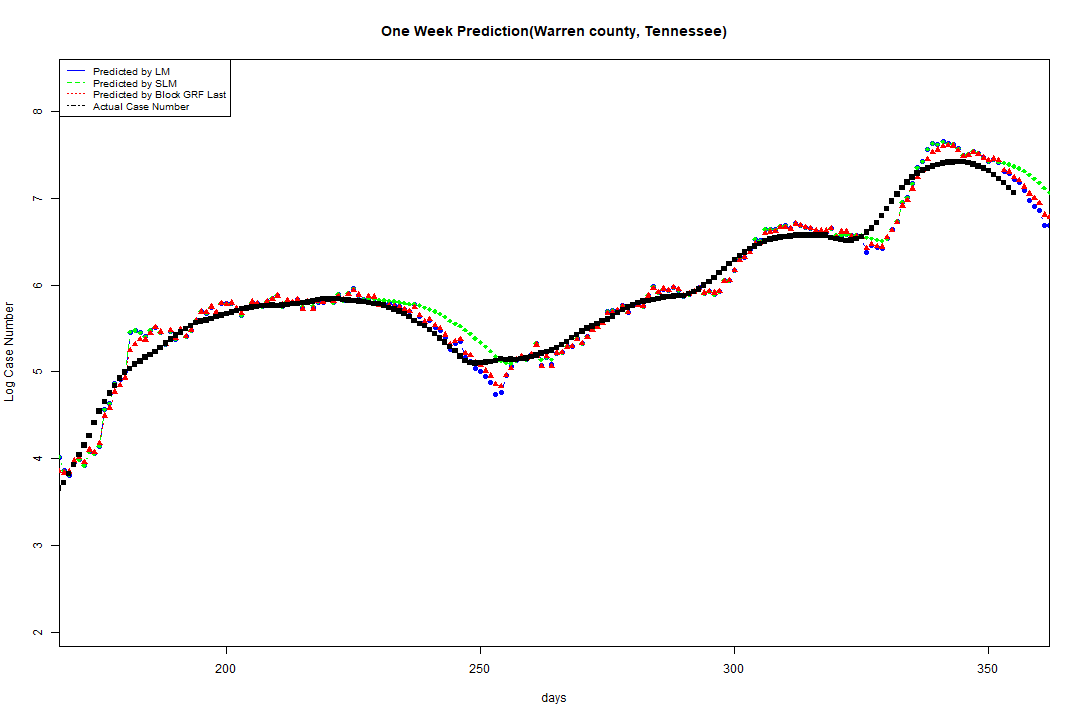 One Week Prediction(Warren county, Tennessee)
Predicted by LM
Predicted by SLM
Predicted by Block GRF Last
Actual Case Number
Log Case Number
8
7
6
5
4
3
2
200 250 300 350
days